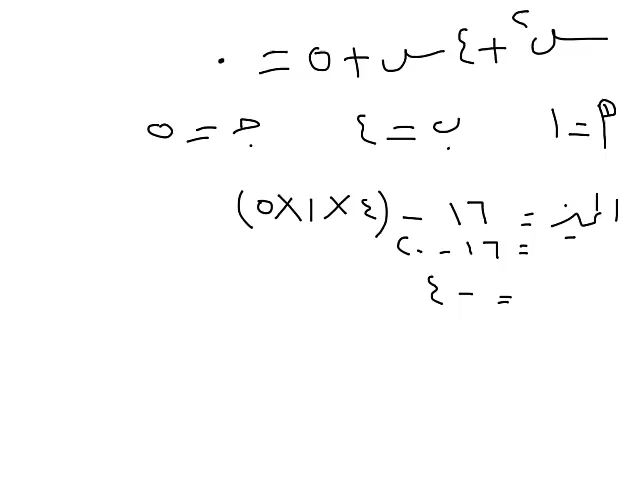 س٢ + ٤س + ٥ = ٠
أ = ١ ب = ٤ جـ = ٥
المميز = ١٦ - (٤ × ١ × ٥)
= ١٦ - ٢٠
= - ٤